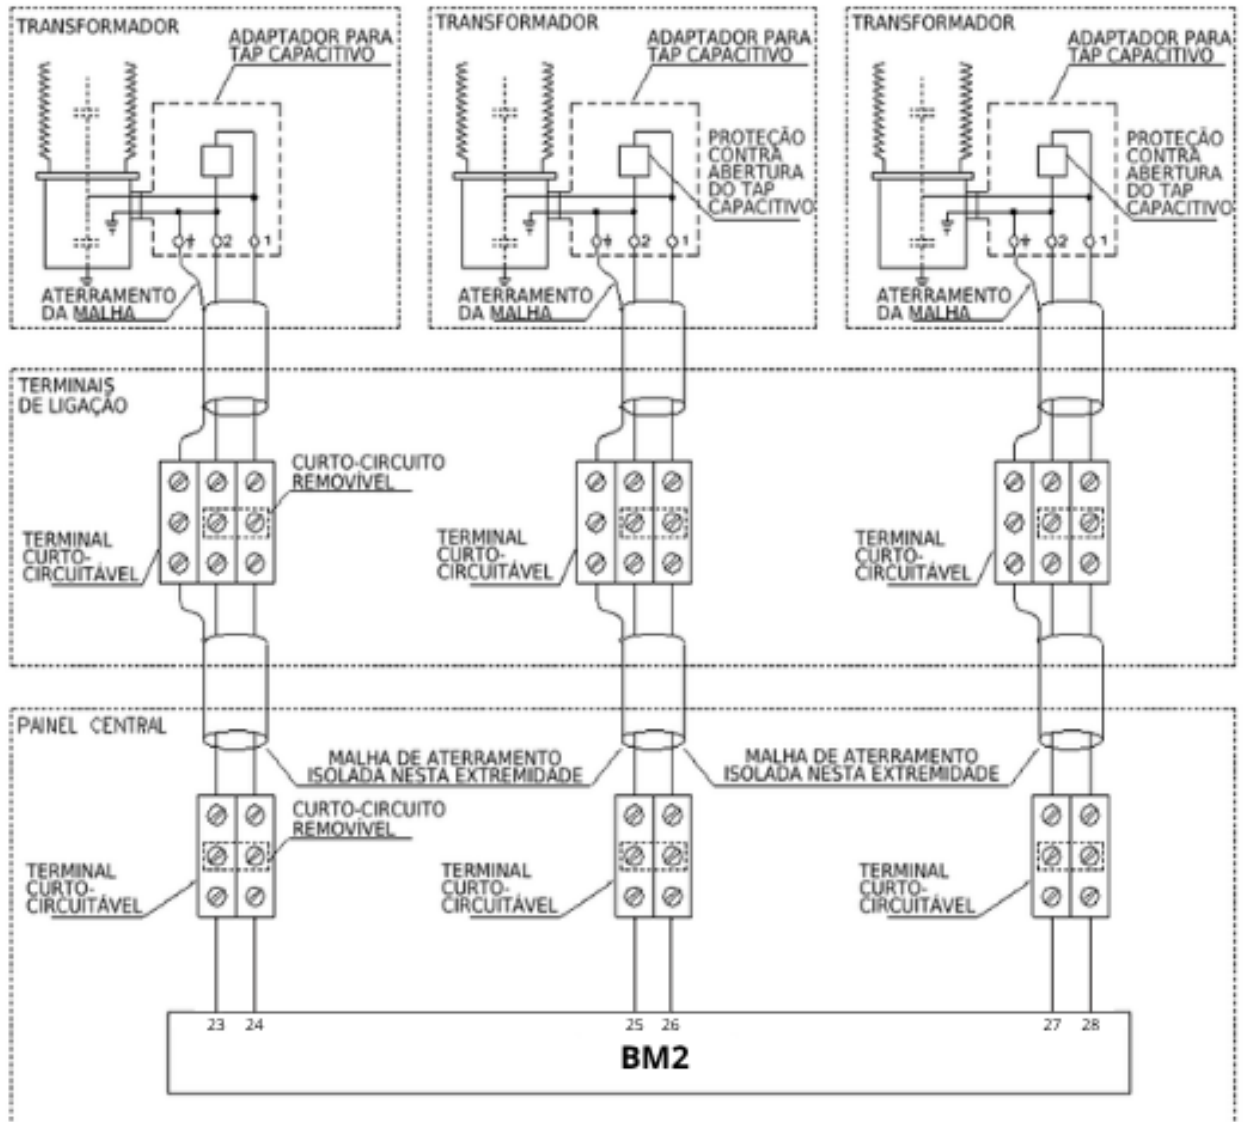 TRANSFORMADOR
ADAPTADOR PARA
TAP CAPACITIVO
2
1
ATERRAMENTO
DA MALHA
TRANSFORMADOR
ADAPTADOR PARA
TAP CAPACITIVO
PROTEÇÃO
CONTRA
ABERTURA
DO TAP
CAPACITIVO
2
1
ATERRAMENTO
DA MALHA
TRANSFORMADOR
ADAPTADOR PARA
TAP CAPACITIVO
PROTEÇÃO
CONTRA
ABERTURA
DO TAP
CAPACITIVO
2
1
ATERRAMENTO
DA MALHA
TERMINAIS
DE LIGAÇÃO
CURTO-CIRCUITO
REMOVÍVEL
TERMINAL
CURTO-
CIRCUITÁVEL
TERMINAL
CURTO-
CIRCUITÁVEL
TERMINAL
CURTO-
CIRCUITÁVEL
PAINEL CENTRAL
MALHA DE ATERRAMENTO
ISOLADA NESTA EXTREMIDADE
MALHA DE ATERRAMENTO
ISOLADA NESTA EXTREMIDADE
CURTO-CIRCUITO
REMOVÍVEL
TERMINAL
CURTO-
CIRCUITÁVEL
TERMINAL
CURTO-
CIRCUITÁVEL
TERMINAL
CURTO-
CIRCUITÁVEL
23 24 25 26 27 28
BM2